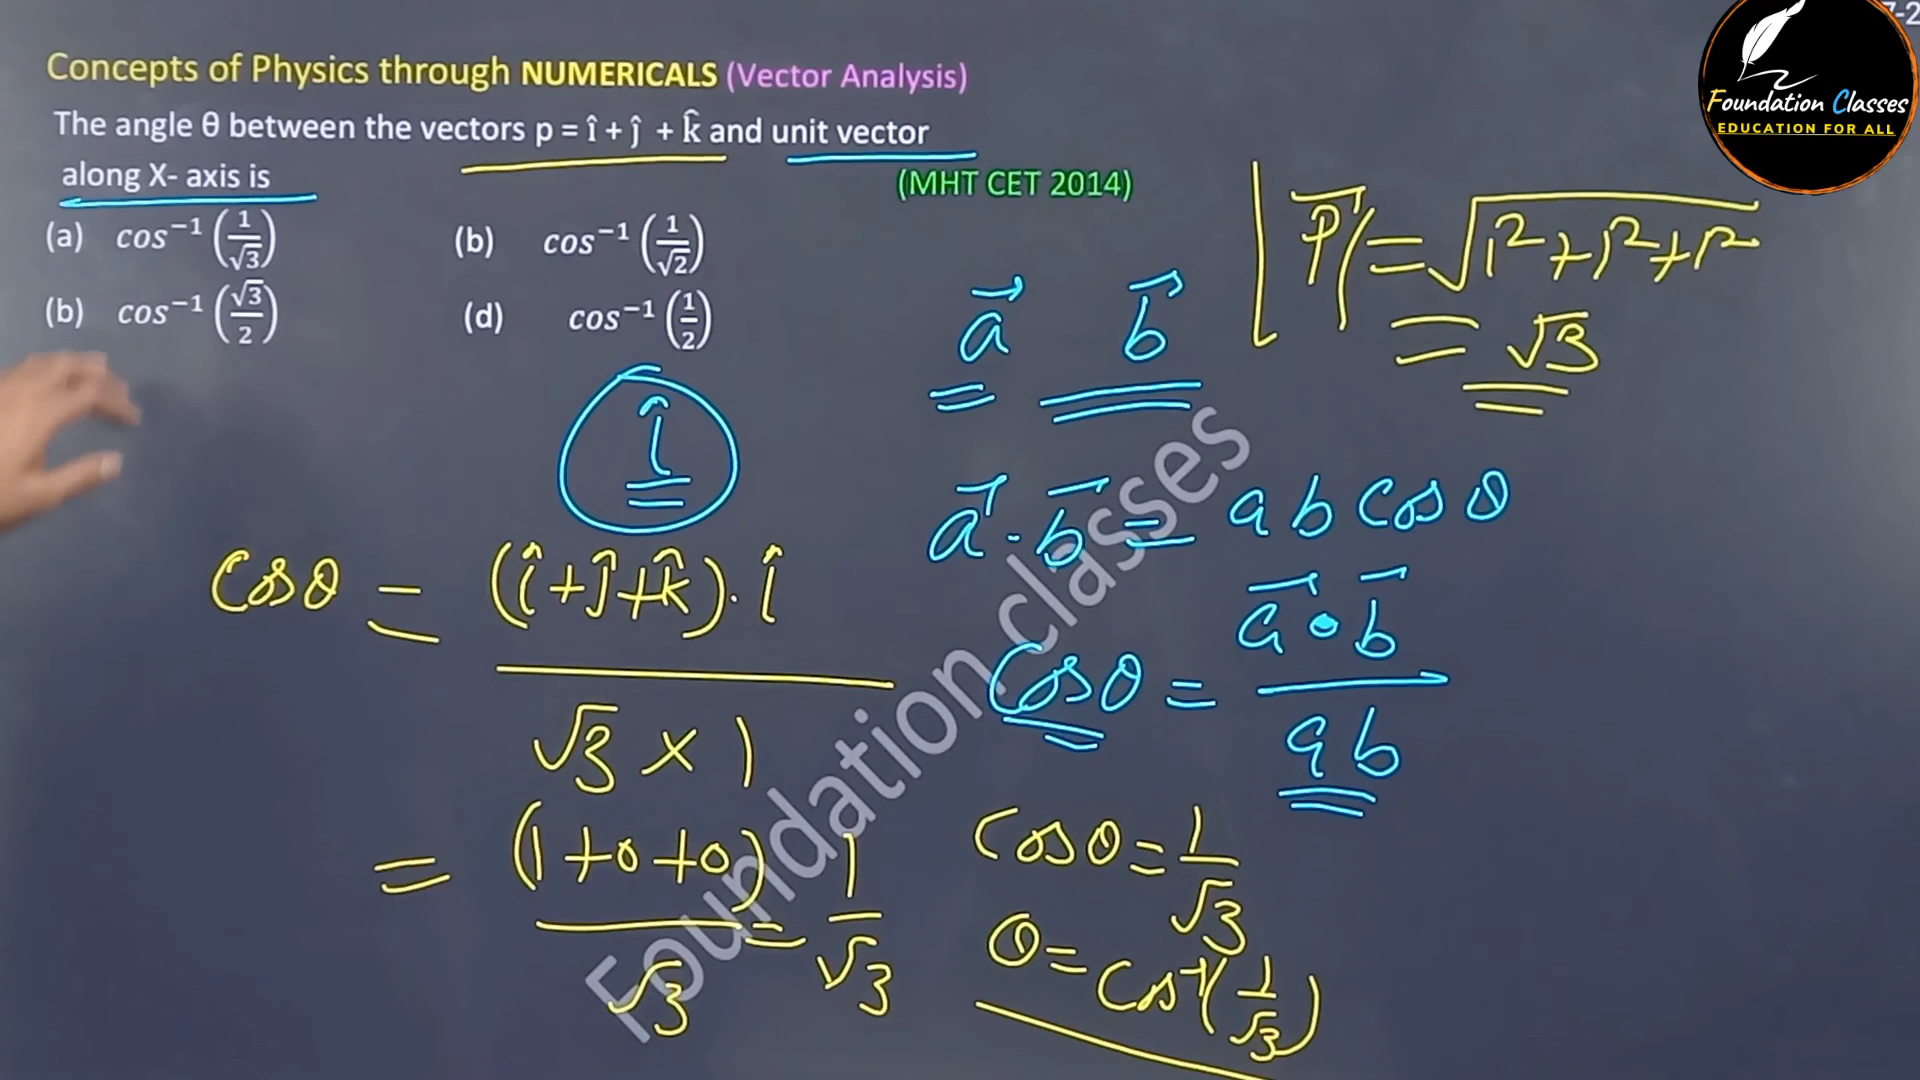 7-2
Foundation Classes
EDUCATION FOR ALL
Concepts of Physics through NUMERICALS (Vector Analysis)
The angle θ between the vectors p = î + ĵ + k̂ and unit vector
along X- axis is
(MHT CET 2014)
(a) cos⁻¹ (1/√3) (b) cos⁻¹ (1/√2)
(b) cos⁻¹ (√3/2) (d) cos⁻¹ (1/2)
|P⃗| = √(1² + 1² + 1²)
= √3
a⃗ b⃗
î
a⃗ · b⃗ = a b cos θ
cos θ = (a⃗ · b⃗)/(a b)
cos θ = ((î + ĵ + k̂) · î)/(√3 × 1)
= (1 + 0 + 0)/√3 = 1/√3
cos θ = 1/√3
θ = cos⁻¹(1/√3)
Foundation classes